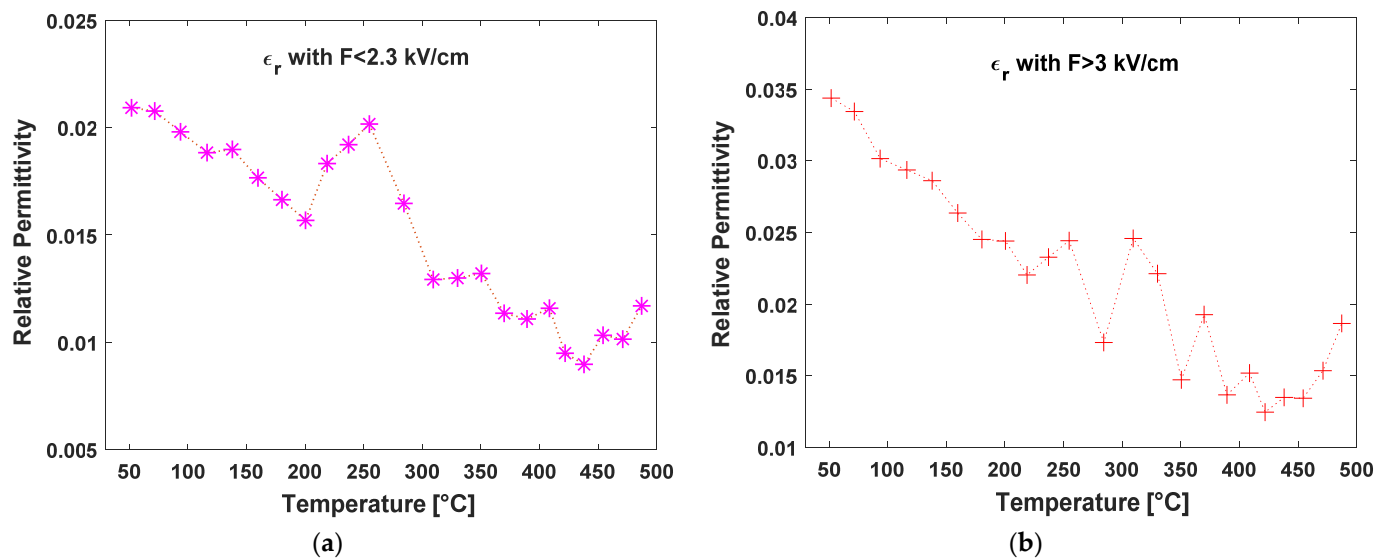 0.025
0.02
0.015
0.01
0.005
Relative Permittivity
ϵr with F<2.3 kV/cm
50 100 150 200 250 300 350 400 450 500
Temperature [°C]
(a)
0.04
0.035
0.03
0.025
0.02
0.015
0.01
Relative Permittivity
ϵr with F>3 kV/cm
50 100 150 200 250 300 350 400 450 500
Temperature [°C]
(b)